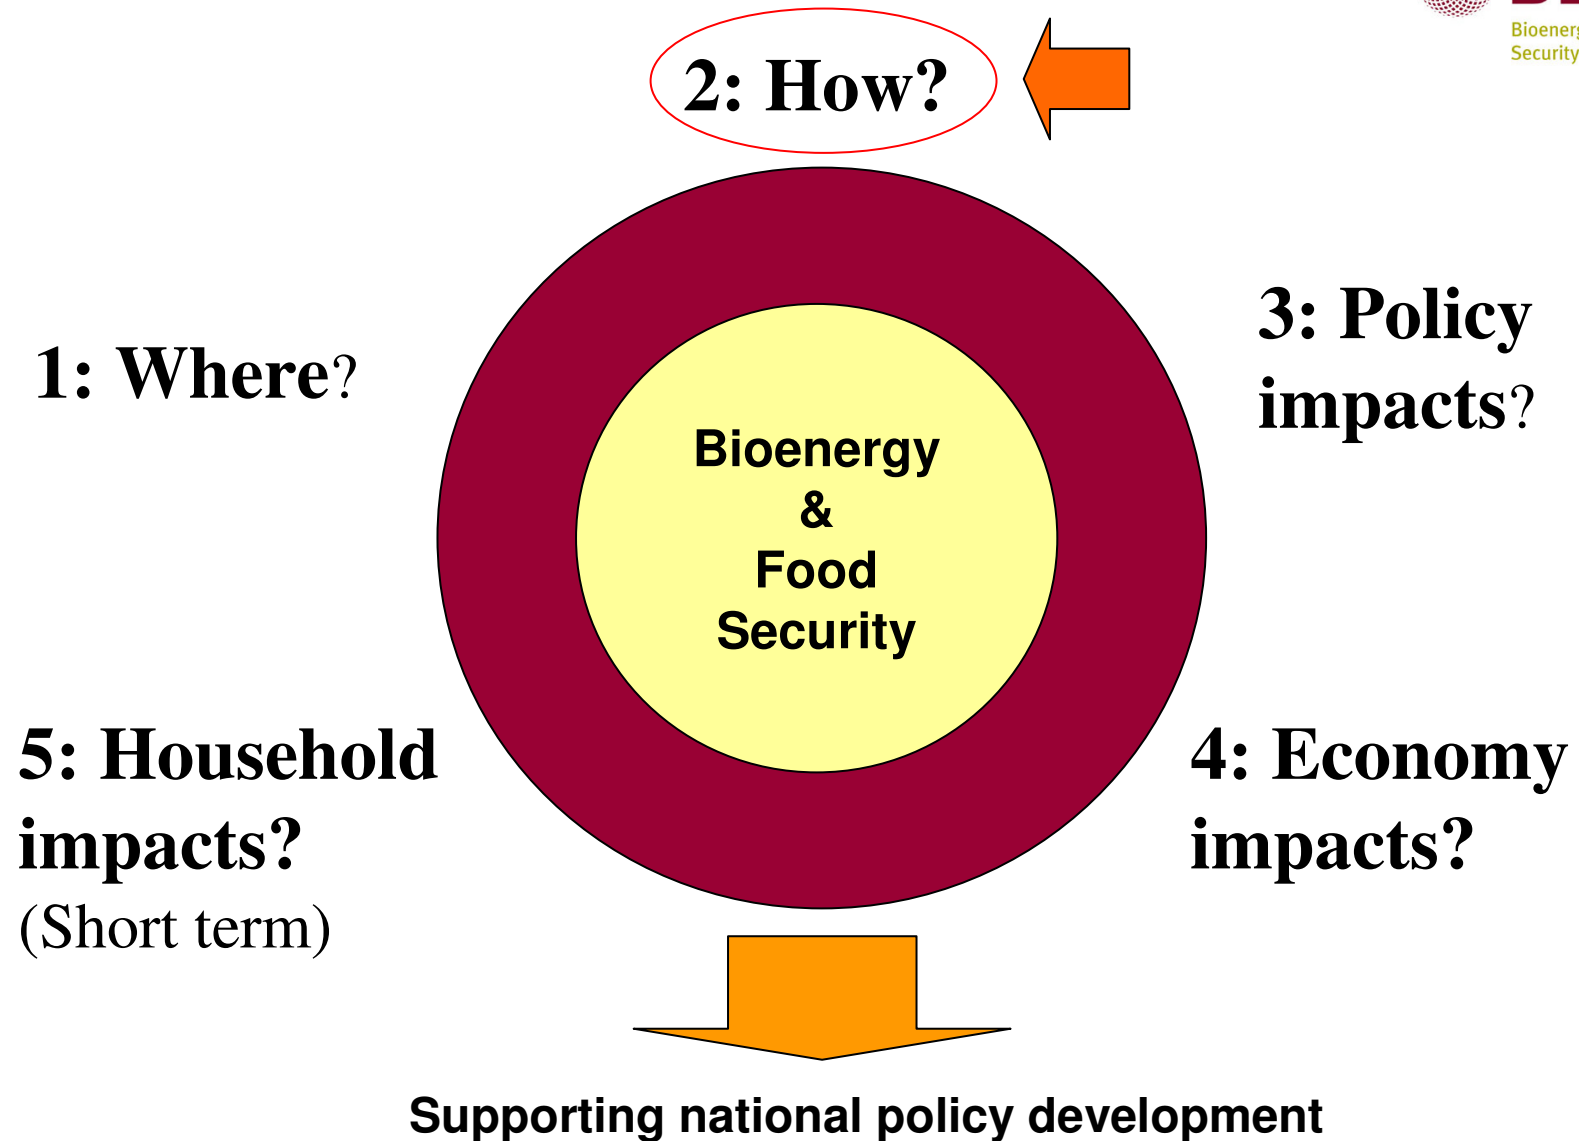 Security
2: How?
3: Policy
impacts?
1: Where?
Bioenergy
&
Food
Security
5: Household
impacts?
(Short term)
4: Economy
impacts?
Supporting national policy development